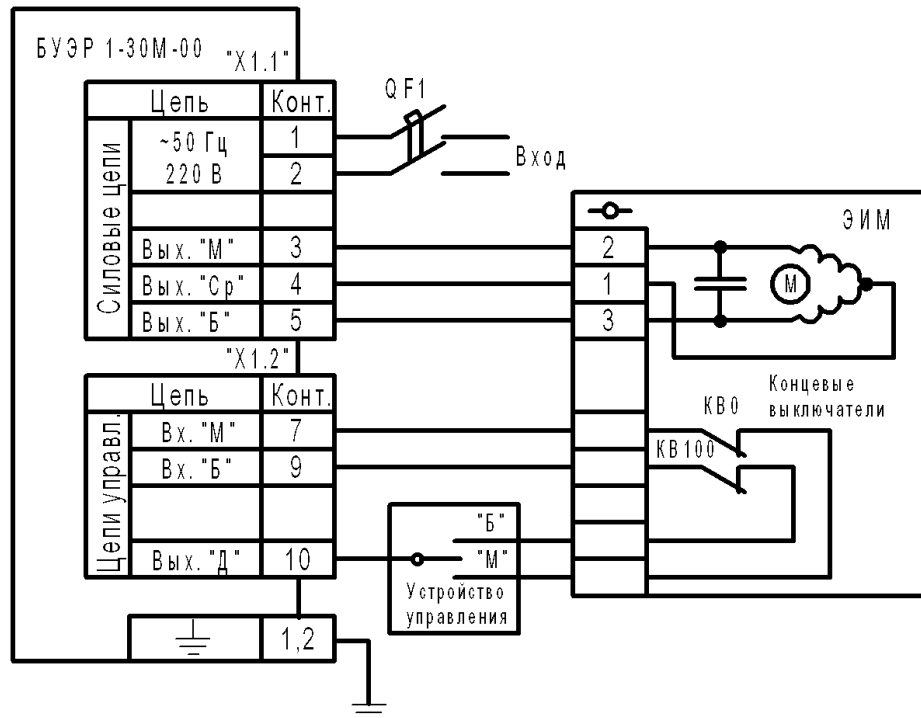 БУЭР 1-30М-00
"Х1.1"
Цепь Конт.
Силовые цепи
~50 Гц
220 В
1
2
Вых. "М" 3
Вых. "Ср" 4
Вых. "Б" 5
"Х1.2"
Цепь Конт.
Цепи управл.
Вх. "М" 7
Вх. "Б" 9
Вых. "Д" 10
1,2
QF1
Вход
"Б"
"М"
Устройство
управления
ЭИМ
2
1
3
М
Концевые
выключатели
КВ0
КВ100